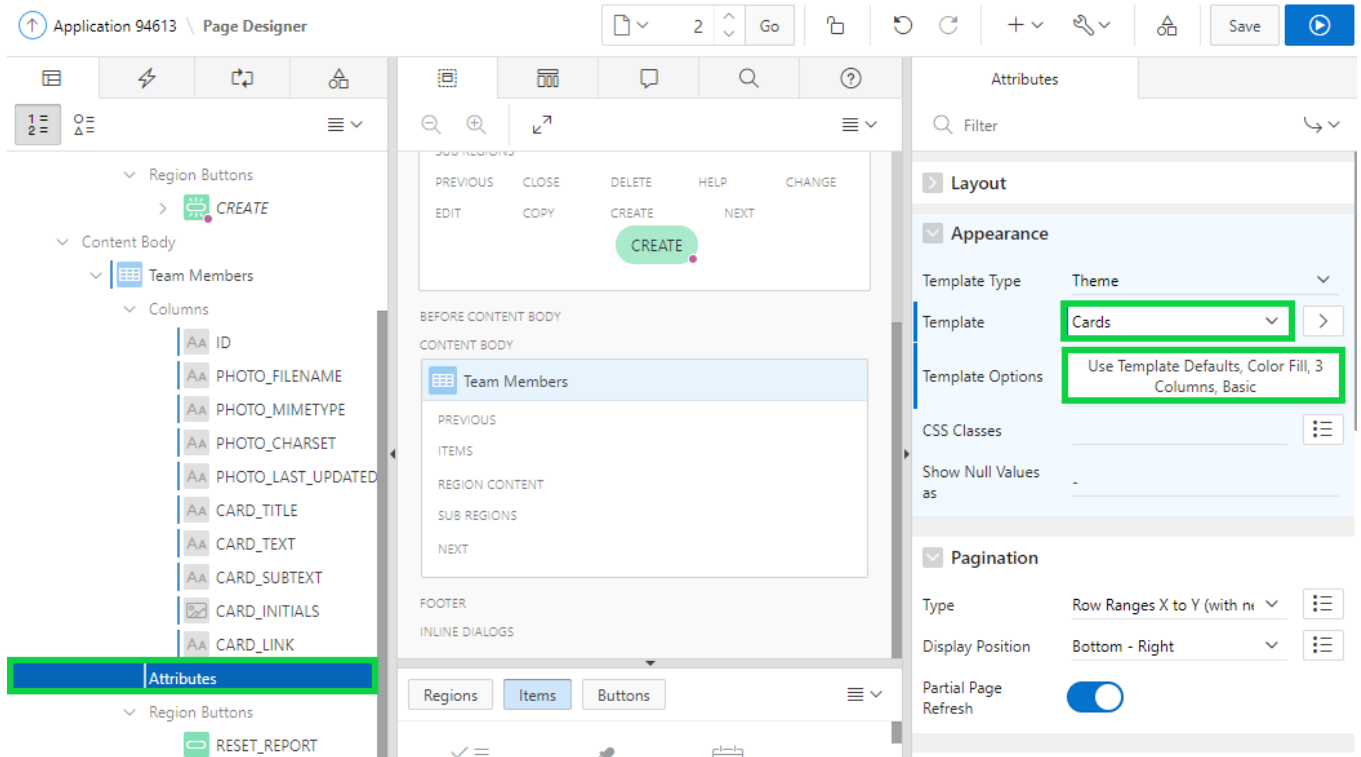 Application 94613 \ Page Designer
2
Go
Save
Attributes
Filter
Region Buttons
CREATE
Content Body
Team Members
Columns
ID
PHOTO_FILENAME
PHOTO_MIMETYPE
PHOTO_CHARSET
PHOTO_LAST_UPDATED
CARD_TITLE
CARD_TEXT
CARD_SUBTEXT
CARD_INITIALS
CARD_LINK
Attributes
Region Buttons
RESET_REPORT
SUB REGIONS
PREVIOUS CLOSE DELETE HELP CHANGE
EDIT COPY CREATE NEXT
CREATE
BEFORE CONTENT BODY
CONTENT BODY
Team Members
PREVIOUS
ITEMS
REGION CONTENT
SUB REGIONS
NEXT
FOOTER
INLINE DIALOGS
Regions Items Buttons
Layout
Appearance
Template Type Theme
Template Cards
Template Options Use Template Defaults, Color Fill, 3
Columns, Basic
CSS Classes
Show Null Values
as -
Pagination
Type Row Ranges X to Y (with ne
Display Position Bottom - Right
Partial Page
Refresh